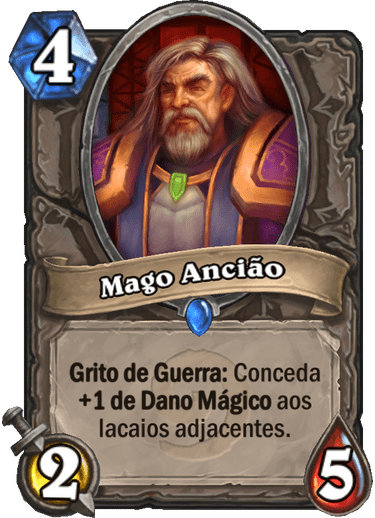 4
Mago Ancião
Grito de Guerra: Conceda
+1 de Dano Mágico aos
lacaios adjacentes.
2
5